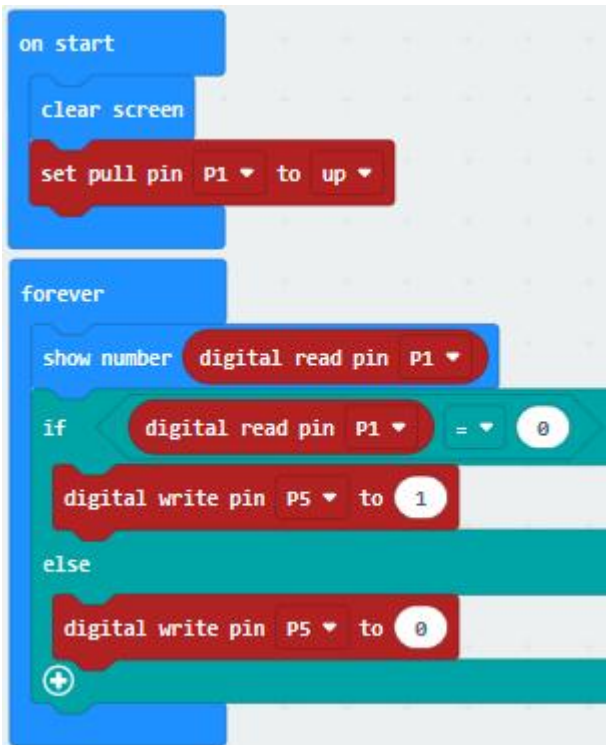 on start
clear screen
set pull pin P1 to up
forever
show number digital read pin P1
if digital read pin P1 = 0
digital write pin P5 to 1
else
digital write pin P5 to 0